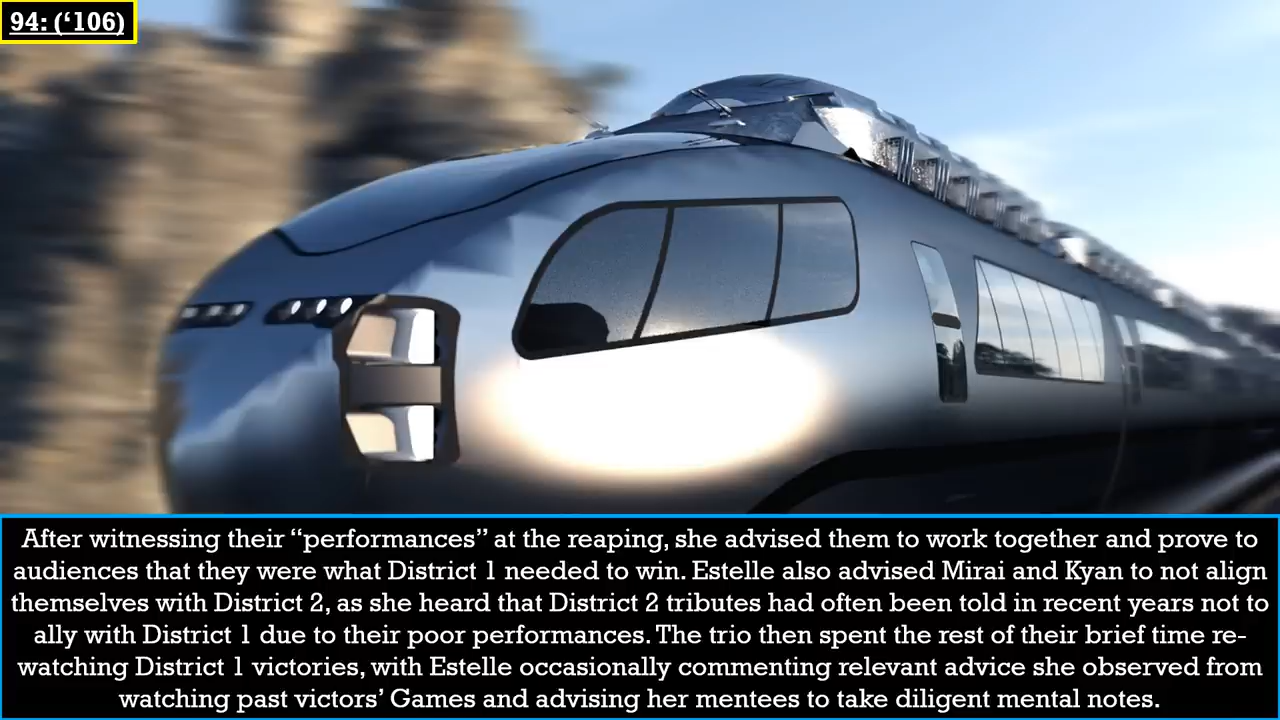 94: (‘106)
After witnessing their “performances” at the reaping, she advised them to work together and prove to
audiences that they were what District 1 needed to win. Estelle also advised Mirai and Kyan to not align
themselves with District 2, as she heard that District 2 tributes had often been told in recent years not to
ally with District 1 due to their poor performances. The trio then spent the rest of their brief time re-
watching District 1 victories, with Estelle occasionally commenting relevant advice she observed from
watching past victors’ Games and advising her mentees to take diligent mental notes.